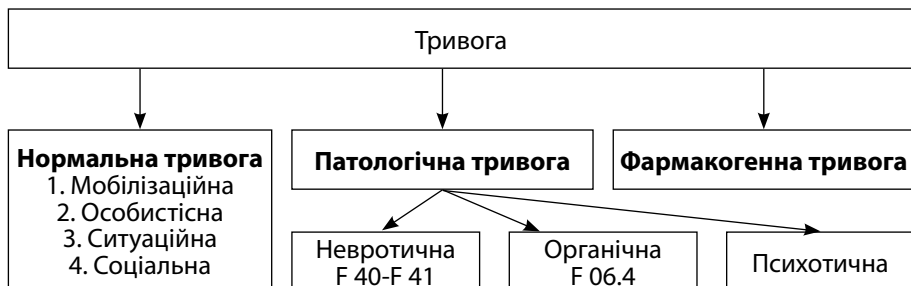 Тривога
Нормальна тривога
1. Мобілізаційна
2. Особистісна
3. Ситуаційна
4. Соціальна
Патологічна тривога
Фармакогенна тривога
Невротична
F 40-F 41
Органічна
F 06.4
Психотична